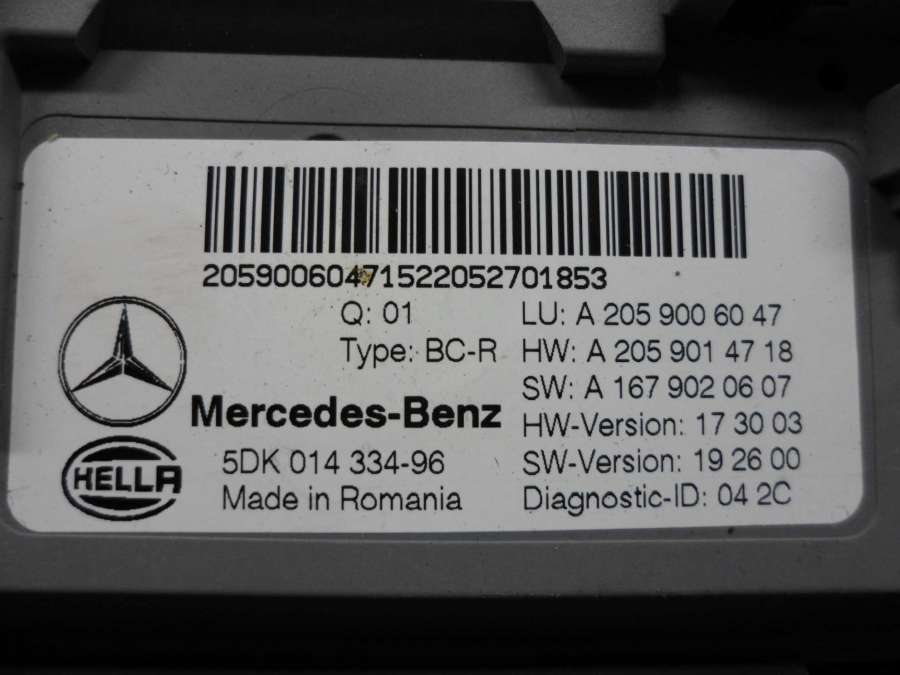 20590060471522052701853
Q: 01
LU: A 205 900 60 47
Type: BC-R
HW: A 205 901 47 18
SW: A 167 902 06 07
Mercedes-Benz
HW-Version: 17 30 03
HELLA
5DK 014 334-96
SW-Version: 19 26 00
Made in Romania
Diagnostic-ID: 04 2C